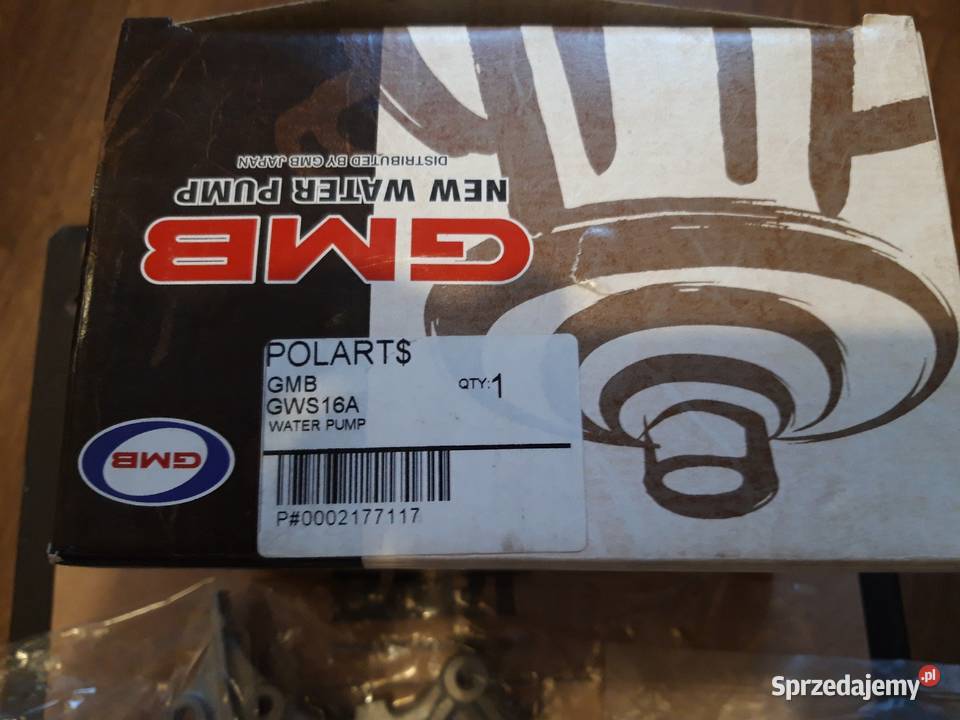 DISTRIBUTED BY GMB JAPAN
NEW WATER PUMP
GMB
POLART$
GMB
QTY:1
GWS16A
WATER PUMP
P#0002177117
GMB
Sprzedajemy.pl